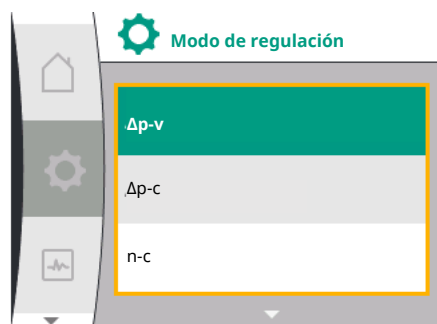 Modo de regulación
Δp-v
Δp-c
n-c